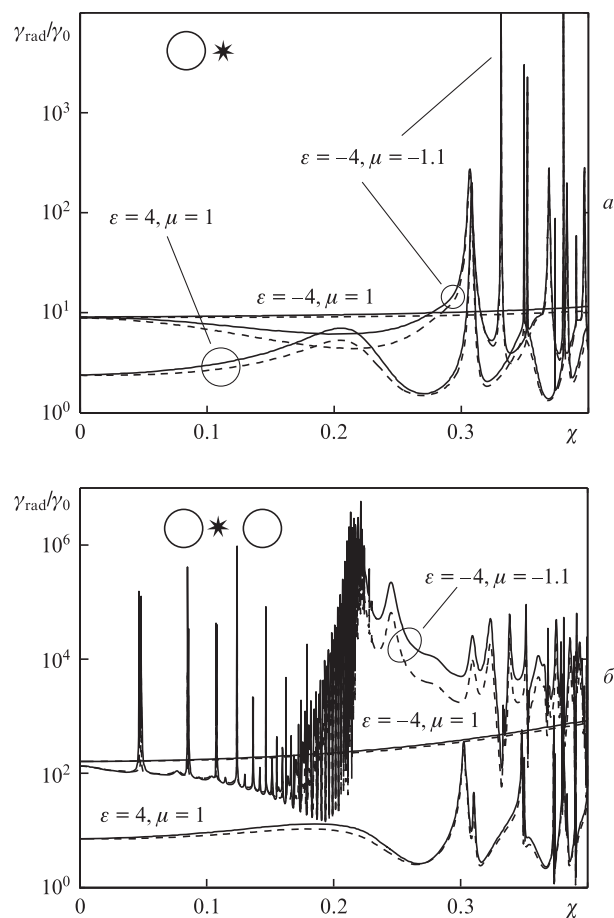 γrad/γ0
10³
ε = –4, μ = –1.1
10²
a
ε = 4, μ = 1
ε = –4, μ = 1
10¹
10⁰
0 0.1 0.2 0.3 χ
γrad/γ0
10⁶
ε = –4, μ = –1.1
10⁴
б
ε = –4, μ = 1
10²
ε = 4, μ = 1
10⁰
0 0.1 0.2 0.3 χ